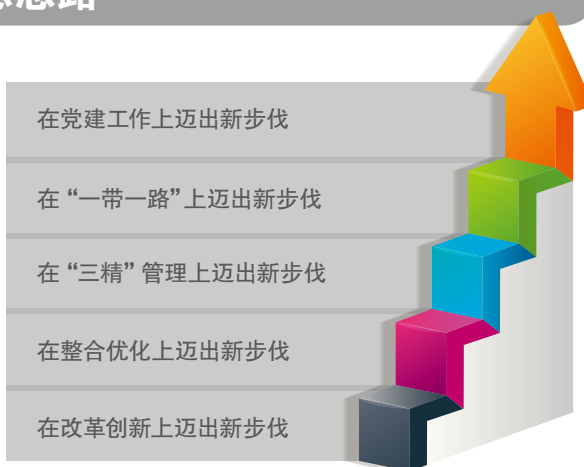 思路
在党建工作上迈出新步伐
在“一带一路”上迈出新步伐
在“三精”管理上迈出新步伐
在整合优化上迈出新步伐
在改革创新上迈出新步伐